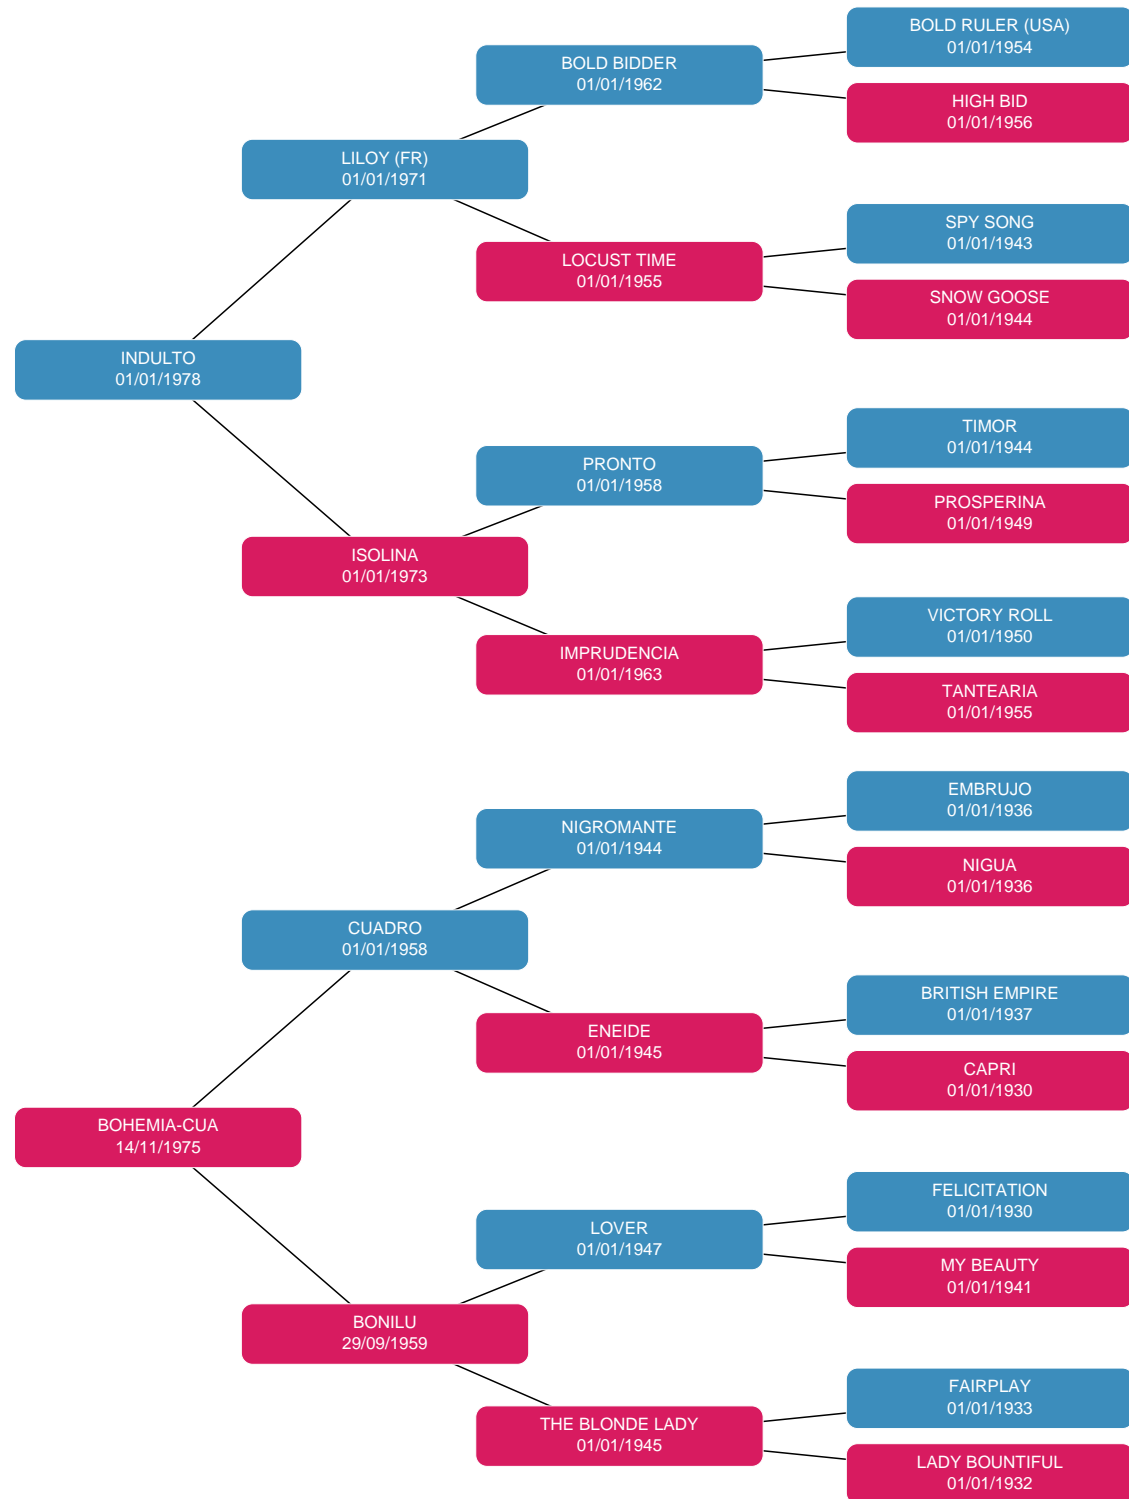 BOLD RULER (USA)
01/01/1954
BOLD BIDDER
01/01/1962
HIGH BID
01/01/1956
LILOY (FR)
01/01/1971
SPY SONG
01/01/1943
LOCUST TIME
01/01/1955
SNOW GOOSE
01/01/1944
INDULTO
01/01/1978
TIMOR
01/01/1944
PRONTO
01/01/1958
PROSPERINA
01/01/1949
ISOLINA
01/01/1973
VICTORY ROLL
01/01/1950
IMPRUDENCIA
01/01/1963
TANTEARIA
01/01/1955
EMBRUJO
01/01/1936
NIGROMANTE
01/01/1944
NIGUA
01/01/1936
CUADRO
01/01/1958
BRITISH EMPIRE
01/01/1937
ENEIDE
01/01/1945
CAPRI
01/01/1930
BOHEMIA-CUA
14/11/1975
FELICITATION
01/01/1930
LOVER
01/01/1947
MY BEAUTY
01/01/1941
BONILU
29/09/1959
FAIRPLAY
01/01/1933
THE BLONDE LADY
01/01/1945
LADY BOUNTIFUL
01/01/1932